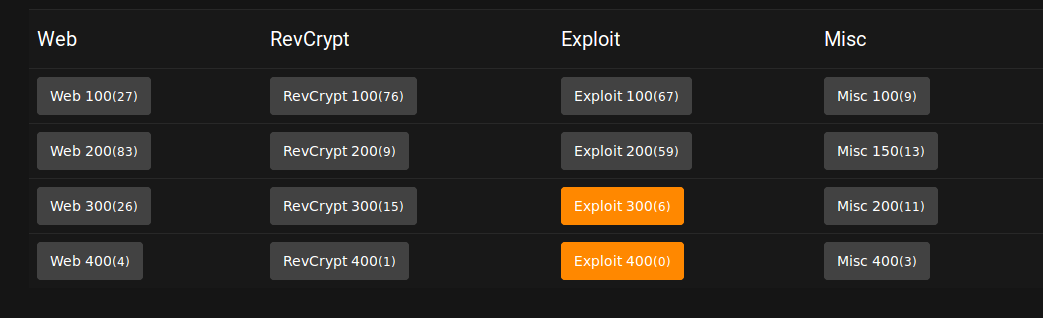 Web RevCrypt Exploit Misc
Web 100(27) RevCrypt 100(76) Exploit 100(67) Misc 100(9)
Web 200(83) RevCrypt 200(9) Exploit 200(59) Misc 150(13)
Web 300(26) RevCrypt 300(15) Exploit 300(6) Misc 200(11)
Web 400(4) RevCrypt 400(1) Exploit 400(0) Misc 400(3)